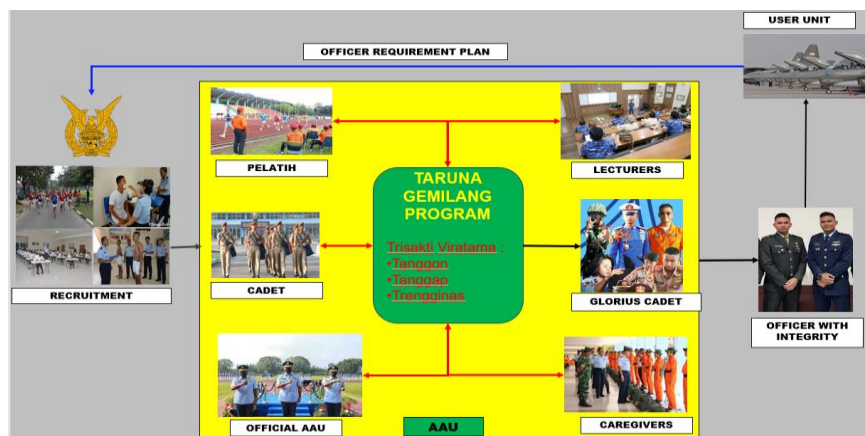 USER UNIT
OFFICER REQUIREMENT PLAN
PELATIH
LECTURERS
TARUNA
GEMILANG
PROGRAM
Trisakti Viratama :
•Tanggon
•Tanggap
•Trengginas
RECRUITMENT
CADET
GLORIUS CADET
OFFICER WITH
INTEGRITY
OFFICIAL AAU
AAU
CAREGIVERS